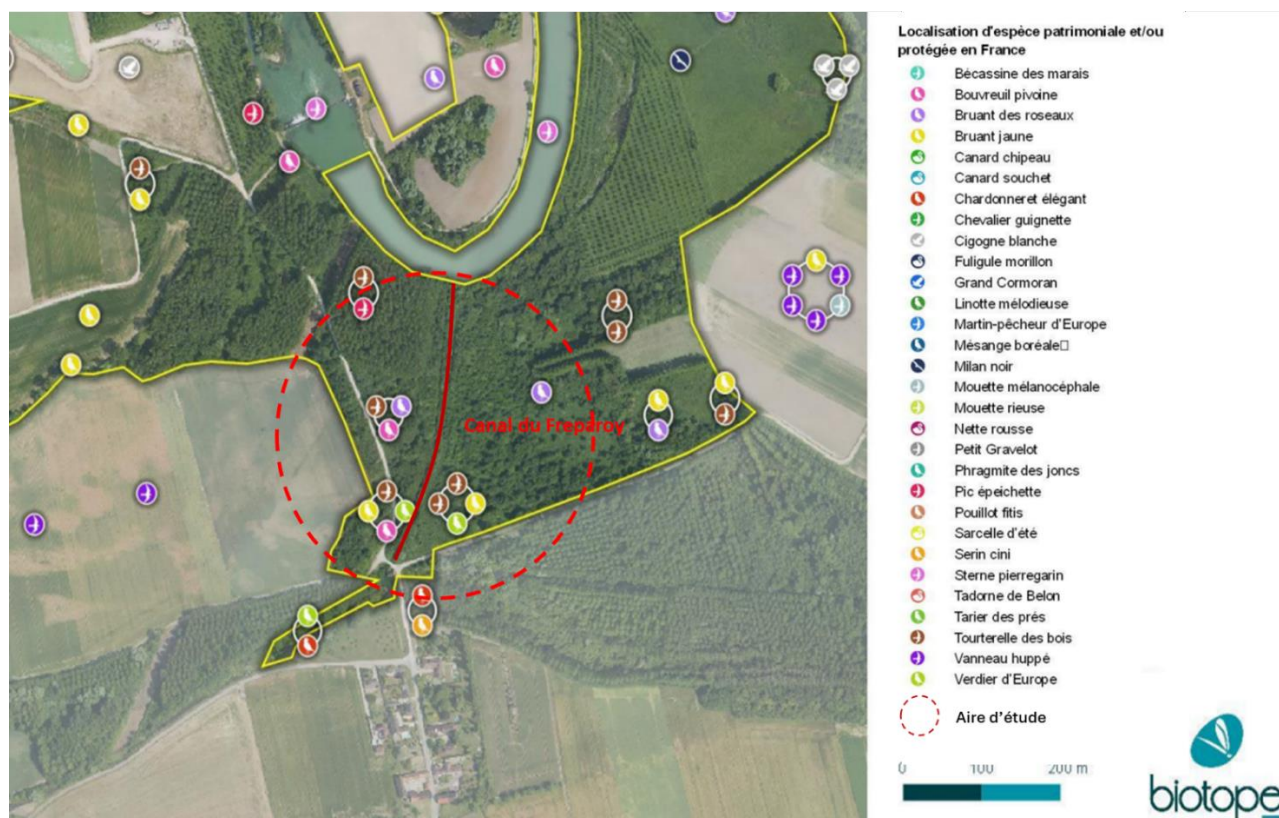 Canal du Freparoy
Localisation d'espèce patrimoniale et/ou
protégée en France
Bécassine des marais
Bouvreuil pivoine
Bruant des roseaux
Bruant jaune
Canard chipeau
Canard souchet
Chardonneret élégant
Chevalier guignette
Cigogne blanche
Fuligule morillon
Grand Cormoran
Linotte mélodieuse
Martin-pêcheur d'Europe
Mésange boréale□
Milan noir
Mouette mélanocéphale
Mouette rieuse
Nette rousse
Petit Gravelot
Phragmite des joncs
Pic épeichette
Pouillot fitis
Sarcelle d'été
Serin cini
Sterne pierregarin
Tadorne de Belon
Tarier des prés
Tourterelle des bois
Vanneau huppé
Verdier d'Europe
Aire d'étude
0 100 200 m
biotope